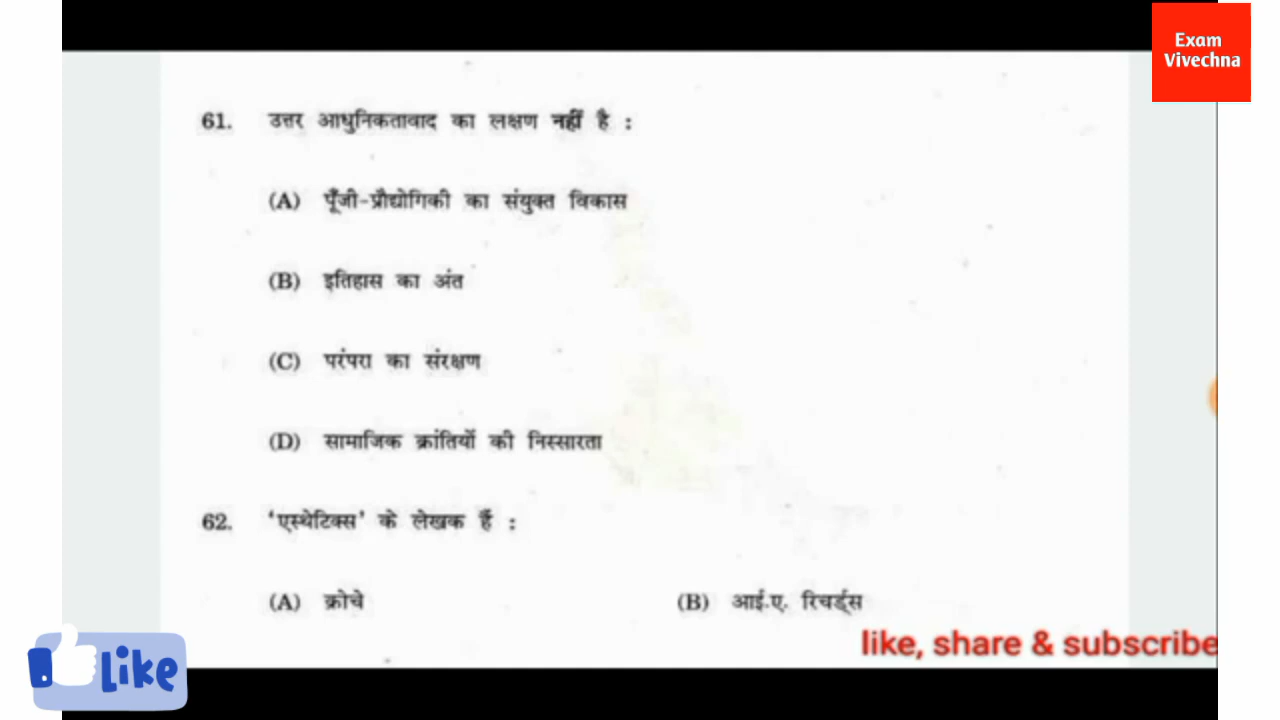 Exam
Vivechna
61. उत्तर आधुनिकतावाद का लक्षण नहीं है :
(A) पूँजी-प्रौद्योगिकी का संयुक्त विकास
(B) इतिहास का अंत
(C) परंपरा का संरक्षण
(D) सामाजिक क्रांतियों की निस्सारता
62. 'एस्थेटिक्स' के लेखक हैं :
(A) क्रोचे (B) आई.ए. रिचर्ड्स
like, share & subscribe
Like